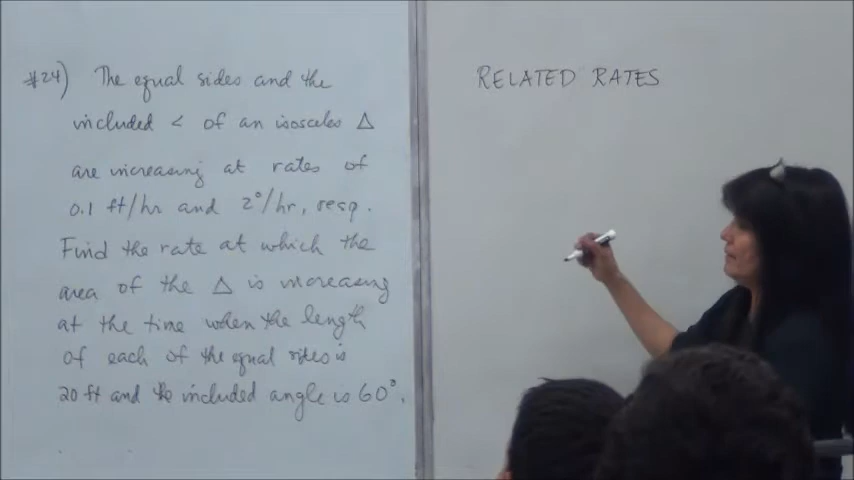 #24) The equal sides and the
included < of an isosceles Δ
are increasing at rates of
0.1 ft/hr and 2°/hr, resp.
Find the rate at which the
area of the Δ is increasing
at the time when the length
of each of the equal sides is
20 ft and the included angle is 60°.
RELATED RATES